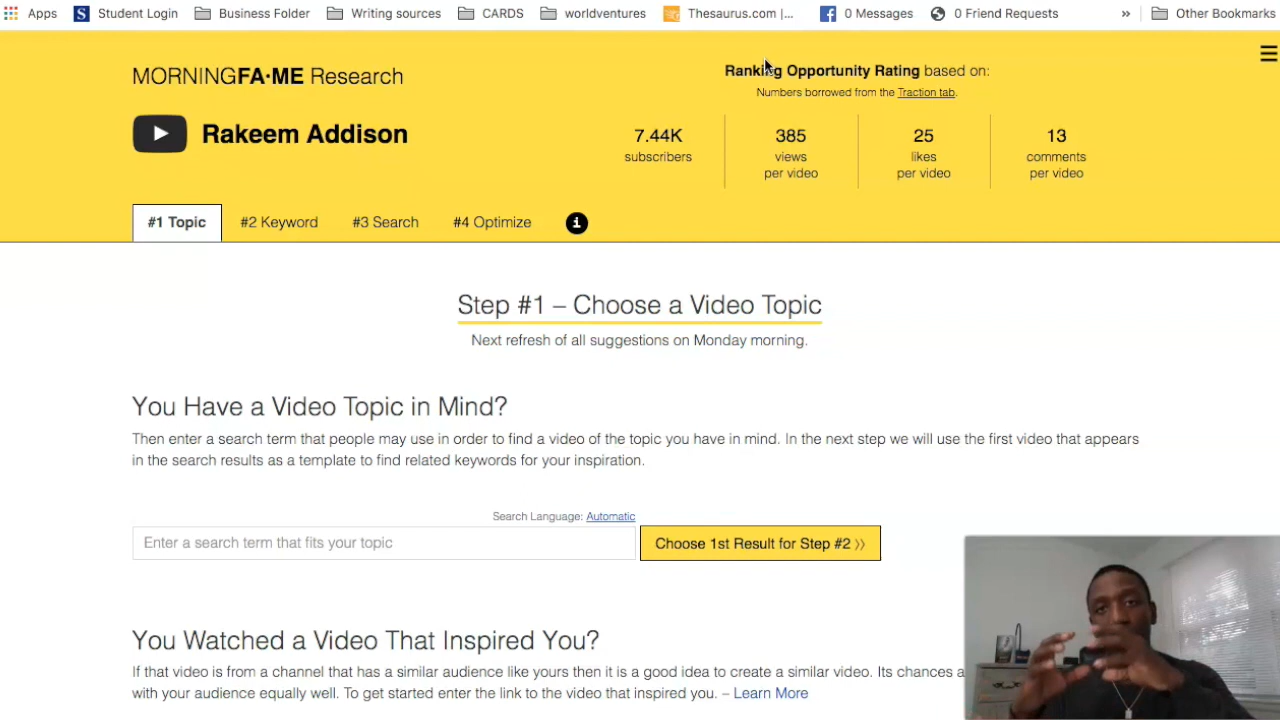 Apps Student Login Business Folder Writing sources CARDS worldventures Thesaurus.com |... 0 Messages 0 Friend Requests » Other Bookmarks
MORNINGFA•ME Research
Rakeem Addison
Ranking Opportunity Rating based on:
Numbers borrowed from the Traction tab.
7.44K
subscribers
385
views
per video
25
likes
per video
13
comments
per video
#1 Topic #2 Keyword #3 Search #4 Optimize i
Step #1 – Choose a Video Topic
Next refresh of all suggestions on Monday morning.
You Have a Video Topic in Mind?
Then enter a search term that people may use in order to find a video of the topic you have in mind. In the next step we will use the first video that appears
in the search results as a template to find related keywords for your inspiration.
Search Language: Automatic
Enter a search term that fits your topic
Choose 1st Result for Step #2 》
You Watched a Video That Inspired You?
If that video is from a channel that has a similar audience like yours then it is a good idea to create a similar video. Its chances a
with your audience equally well. To get started enter the link to the video that inspired you. – Learn More